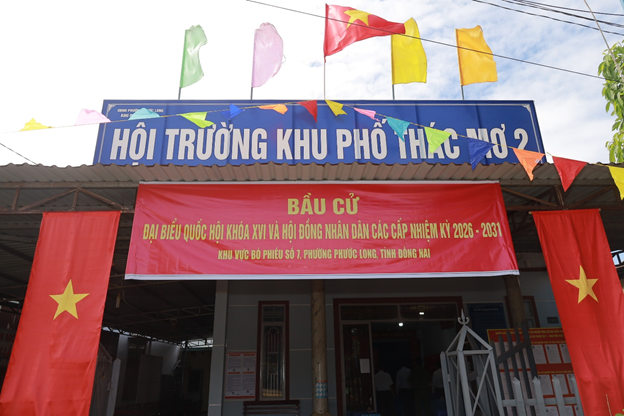 HỘI TRƯỜNG KHU PHỐ THÁC MƠ 2
BẦU CỬ
ĐẠI BIỂU QUỐC HỘI KHÓA XVI VÀ HỘI ĐỒNG NHÂN DÂN CÁC CẤP NHIỆM KỲ 2026 - 2031
KHU VỰC BỎ PHIẾU SỐ 7, PHƯỜNG PHƯỚC LONG, TỈNH ĐỒNG NAI